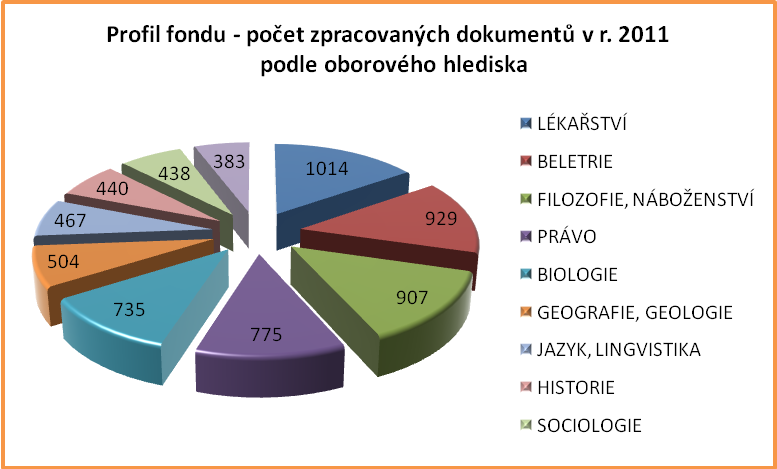 Profil fondu - počet zpracovaných dokumentů v r. 2011
podle oborového hlediska
1014
929
907
775
735
504
467
440
438
383
LÉKAŘSTVÍ
BELETRIE
FILOZOFIE, NÁBOŽENSTVÍ
PRÁVO
BIOLOGIE
GEOGRAFIE, GEOLOGIE
JAZYK, LINGVISTIKA
HISTORIE
SOCIOLOGIE